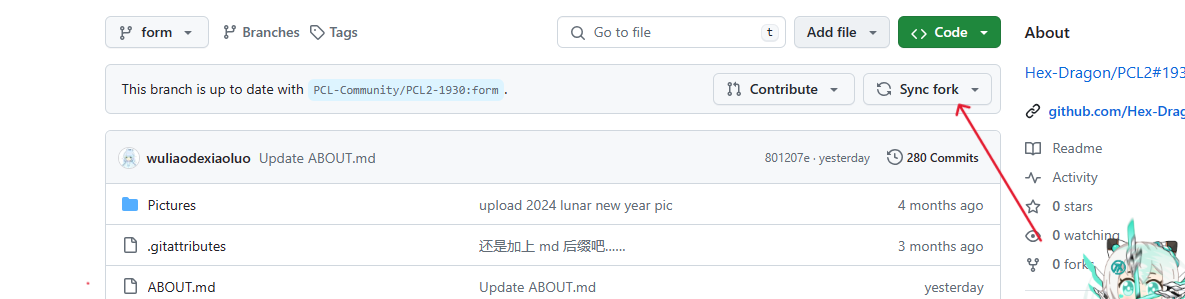 form Branches Tags Go to file t Add file Code About
Hex-Dragon/PCL2#193
This branch is up to date with PCL-Community/PCL2-1930:form. Contribute Sync fork
github.com/Hex-Drag
wuliaodexiaoluo Update ABOUT.md 801207e · yesterday 280 Commits
Readme
Activity
Pictures upload 2024 lunar new year pic 4 months ago
0 stars
0 watching
.gitattributes 还是加上 md 后缀吧…… 3 months ago
0 forks
ABOUT.md Update ABOUT.md yesterday